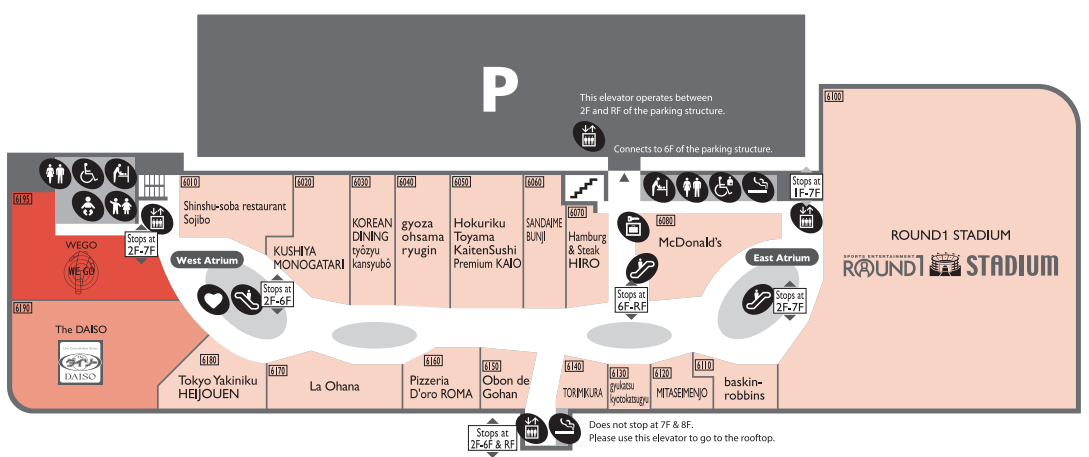 P
This elevator operates between
2F and RF of the parking structure.
Connects to 6F of the parking structure.
6100
Stops at
1F-7F
6195
WEGO
WE GO
Stops at
2F-7F
6010
Shinshu-soba restaurant
Sojibo
6020
KUSHIYA
MONOGATARI
6030
KOREAN
DINING
tyōzyu
kansyubō
6040
gyoza
ohsama
ryugin
6050
Hokuriku
Toyama
KaitenSushi
Premium KAIO
6060
SANDAIME
BUNJI
6070
Hamburg
& Steak
HIRO
6080
McDonald's
West Atrium
Stops at
2F-6F
Stops at
6F-RF
East Atrium
Stops at
2F-7F
ROUND1 STADIUM
SPORTS ENTERTAINMENT
ROUND1 STADIUM
6190
The DAISO
ダイソー
DAISO
6180
Tokyo Yakiniku
HEIJOUEN
6170
La Ohana
6160
Pizzeria
D'oro ROMA
6150
Obon de
Gohan
6140
TORIMIKURA
6130
gyukatsu
kyotokatsugyu
6120
MITASEIMENJO
6110
baskin-
robbins
Stops at
2F-6F & RF
Does not stop at 7F & 8F.
Please use this elevator to go to the rooftop.